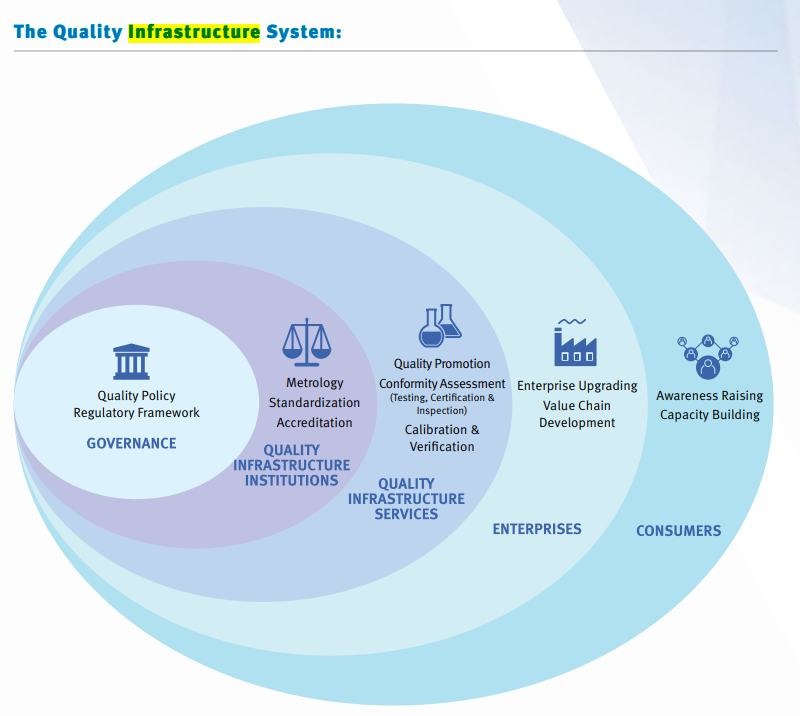 The Quality Infrastructure System:
Quality Policy
Regulatory Framework
GOVERNANCE
Metrology
Standardization
Accreditation
QUALITY
INFRASTRUCTURE
INSTITUTIONS
Quality Promotion
Conformity Assessment
(Testing, Certification &
Inspection)
Calibration &
Verification
QUALITY
INFRASTRUCTURE
SERVICES
Enterprise Upgrading
Value Chain
Development
ENTERPRISES
Awareness Raising
Capacity Building
CONSUMERS